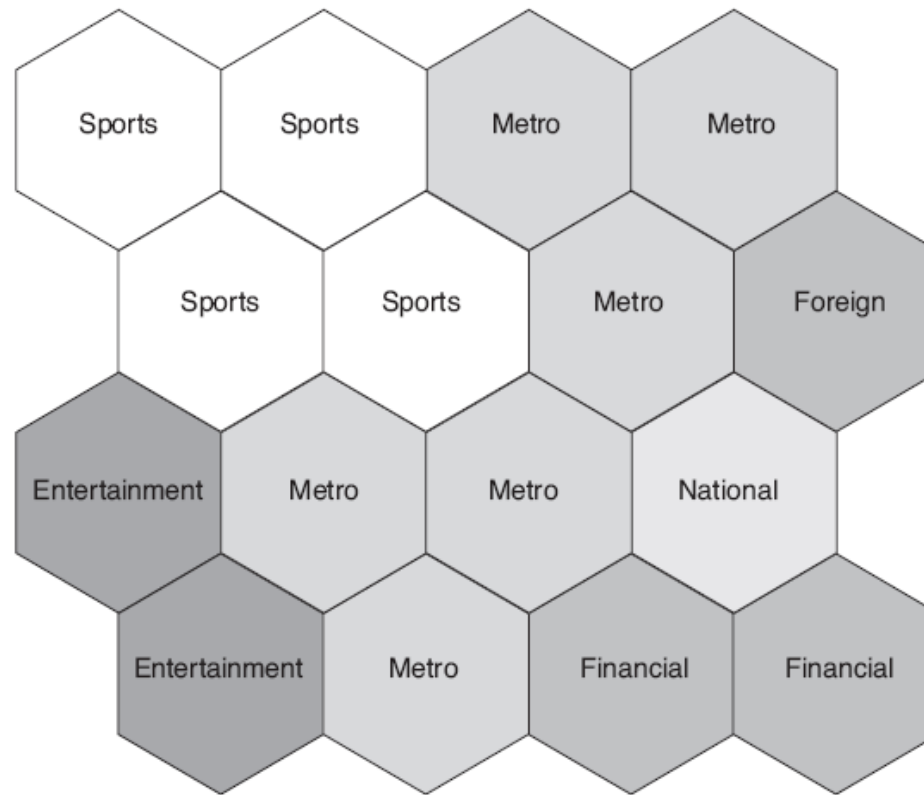 Sports Sports Metro Metro
Sports Sports Metro Foreign
Entertainment Metro Metro National
Entertainment Metro Financial Financial